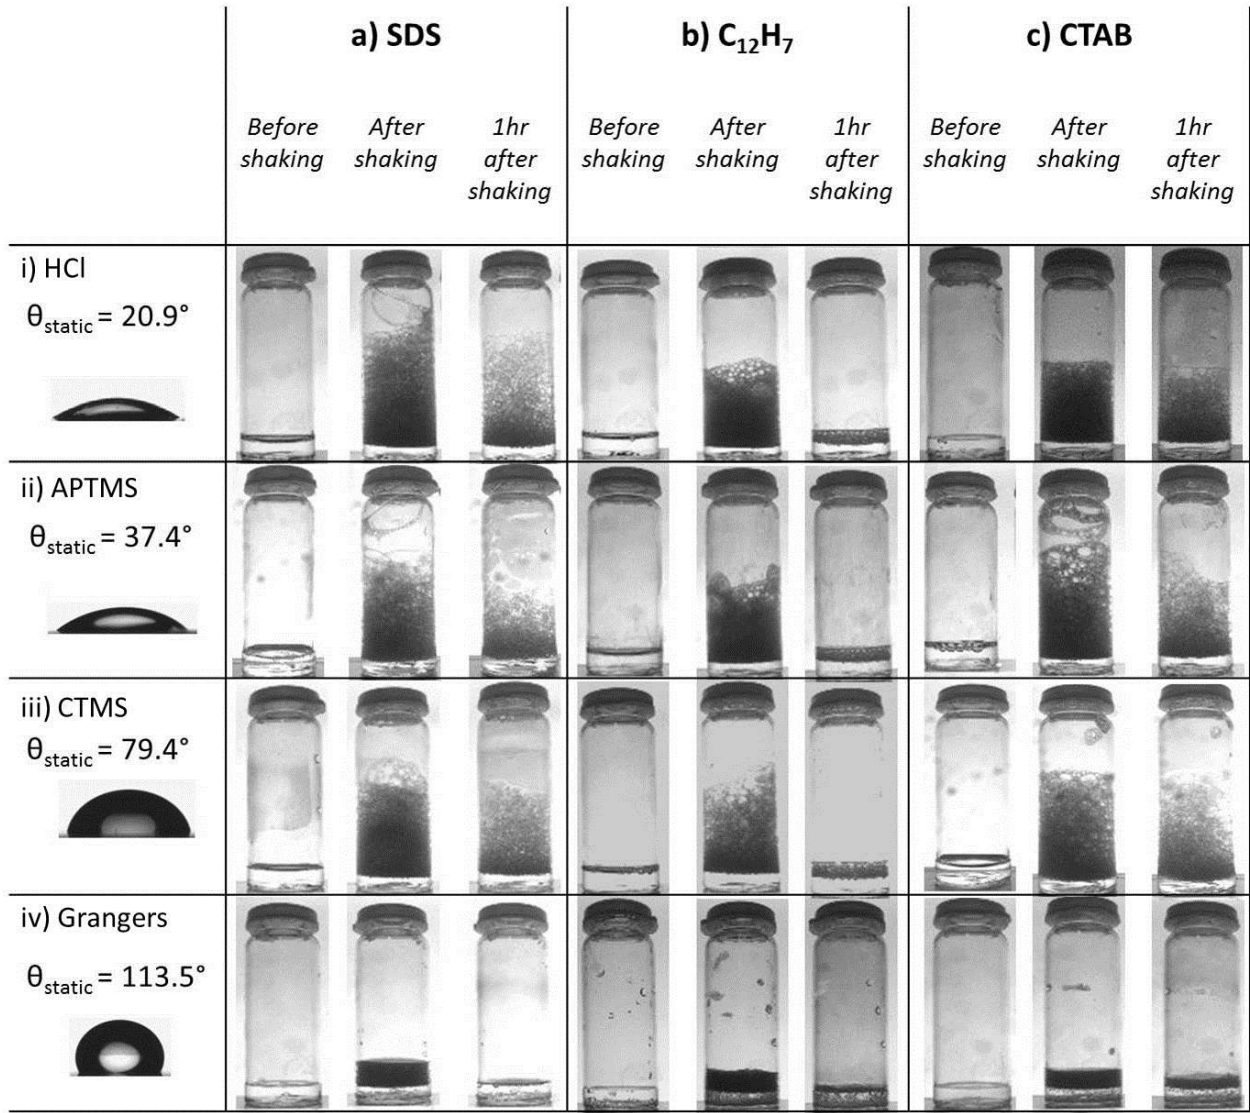 a) SDS
b) C₁₂H₇
c) CTAB
Before
shaking
After
shaking
1hr
after
shaking
Before
shaking
After
shaking
1hr
after
shaking
Before
shaking
After
shaking
1hr
after
shaking
i) HCl
θstatic = 20.9°
ii) APTMS
θstatic = 37.4°
iii) CTMS
θstatic = 79.4°
iv) Grangers
θstatic = 113.5°